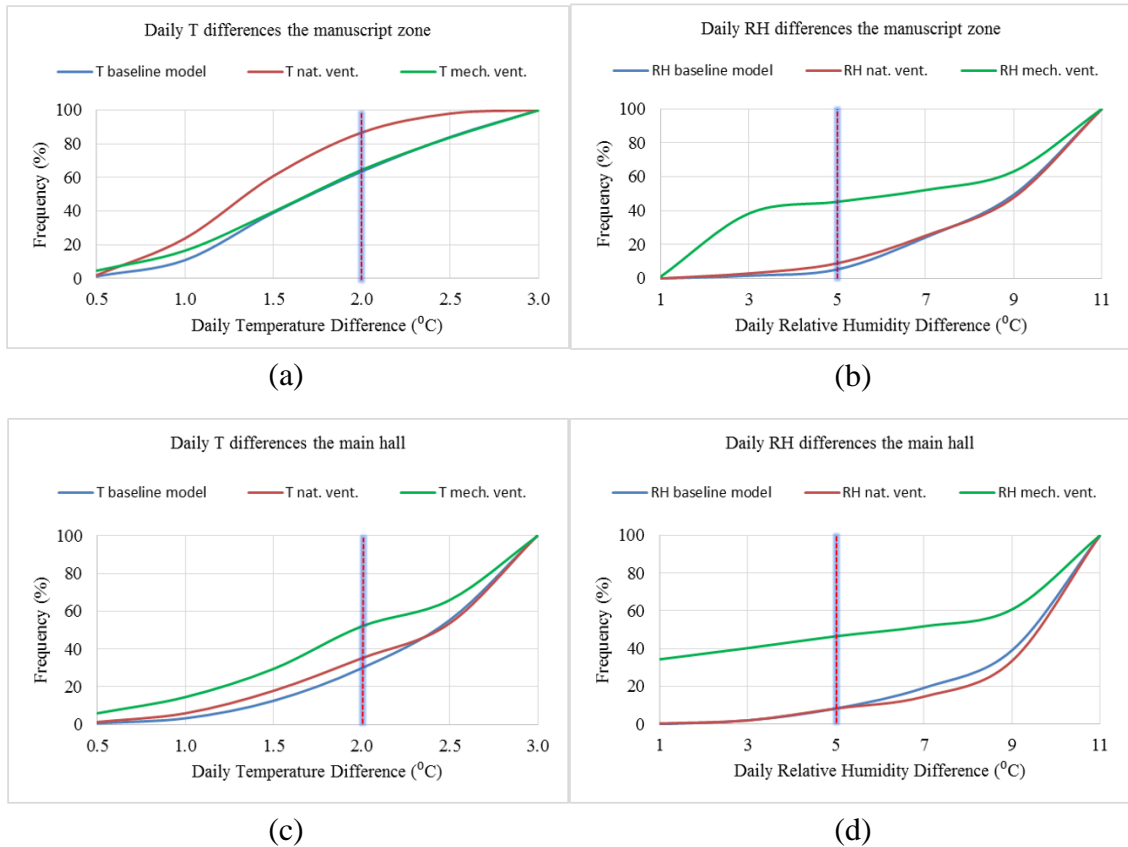 Daily T differences the manuscript zone
T baseline model T nat. vent. T mech. vent.
Frequency (%)
100
80
60
40
20
0
0.5 1.0 1.5 2.0 2.5 3.0
Daily Temperature Difference (⁰C)
(a)
Daily RH differences the manuscript zone
RH baseline model RH nat. vent. RH mech. vent.
Frequency (%)
100
80
60
40
20
0
1 3 5 7 9 11
Daily Relative Humidity Difference (⁰C)
(b)
Daily T differences the main hall
T baseline model T nat. vent. T mech. vent.
Frequency (%)
100
80
60
40
20
0
0.5 1.0 1.5 2.0 2.5 3.0
Daily Temperature Difference (⁰C)
(c)
Daily RH differences the main hall
RH baseline model RH nat. vent. RH mech. vent.
Frequency (%)
100
80
60
40
20
0
1 3 5 7 9 11
Daily Relative Humidity Difference (⁰C)
(d)